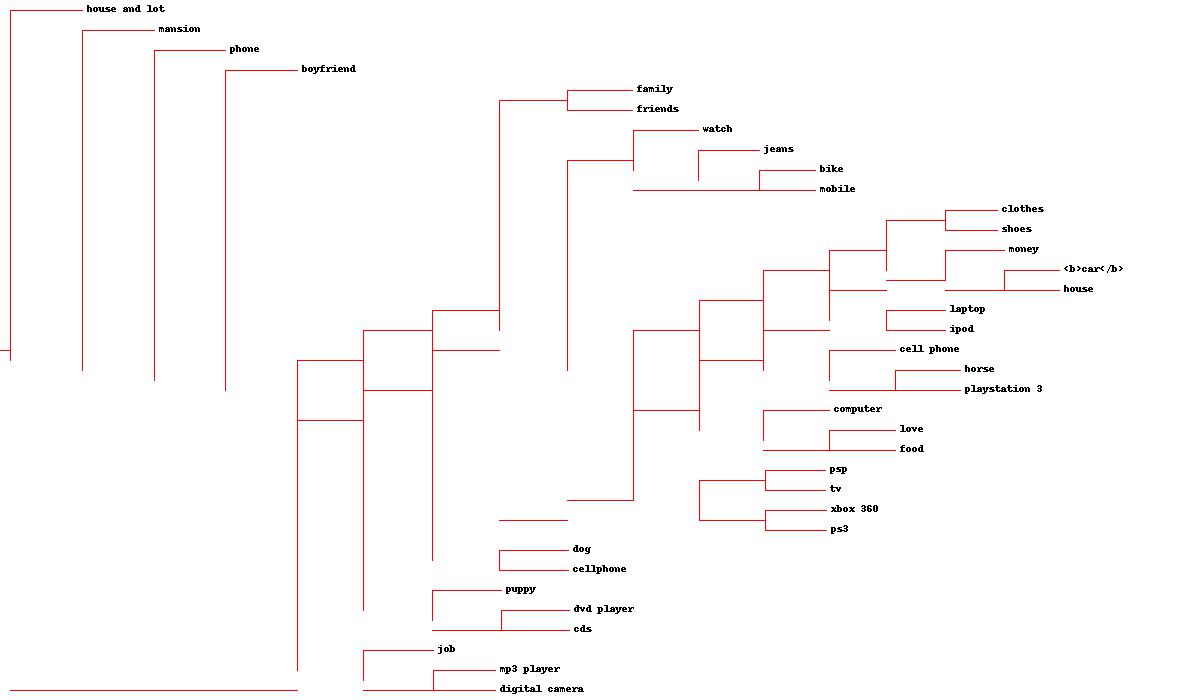 house and lot
mansion
phone
boyfriend
family
friends
watch
jeans
bike
mobile
clothes
shoes
money
<b>car</b>
house
laptop
ipod
cell phone
horse
playstation 3
computer
love
food
psp
tv
xbox 360
ps3
dog
cellphone
puppy
dvd player
cds
job
mp3 player
digital camera